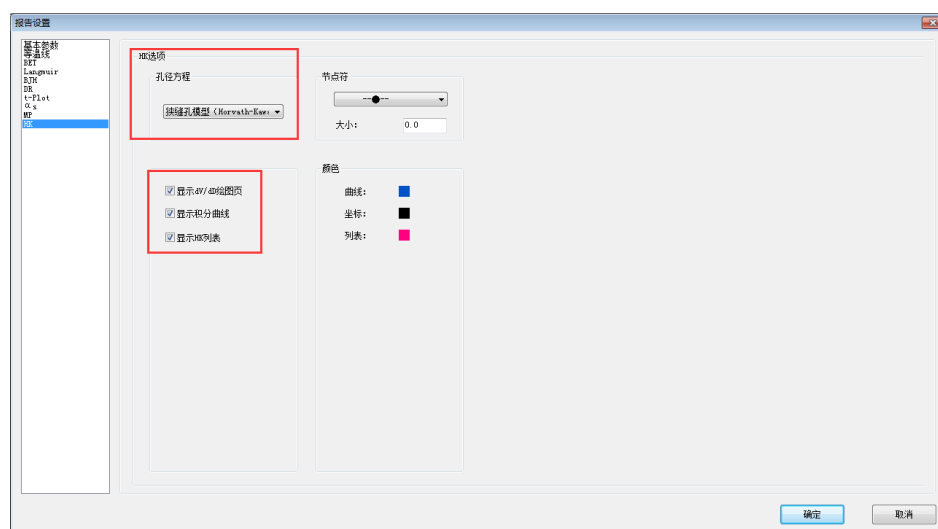 报告设置
基本参数
等温线
BET
Langmuir
BJH
DR
t-Plot
αs
MP
HK
HK选项
孔径方程
狭缝孔模型 (Horvath-Kaw
节点符
大小: 0.0
显示dV/dD绘图页
显示积分曲线
显示HK列表
颜色
曲线:
坐标:
列表:
确定
取消